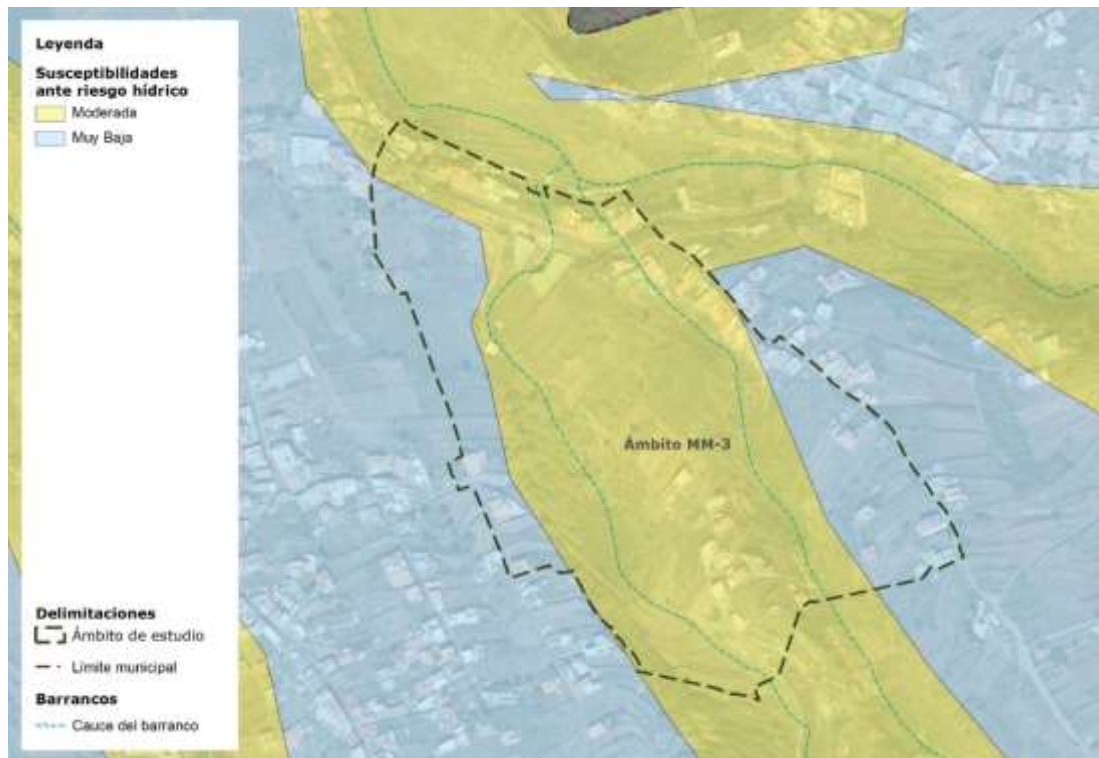 Leyenda
Susceptibilidades
ante riesgo hídrico
Moderada
Muy Baja
Ámbito MM-3
Delimitaciones
Ámbito de estudio
Límite municipal
Barrancos
Cauce del barranco